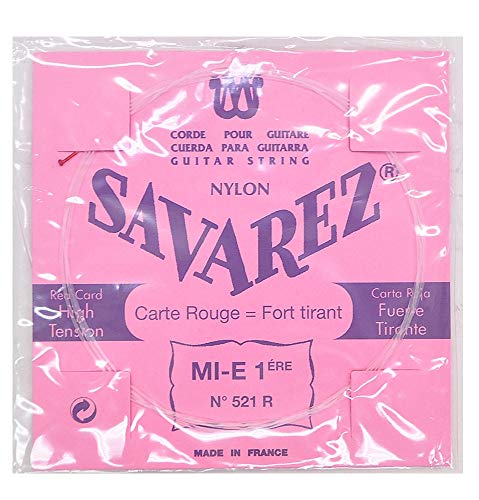 CORDE POUR GUITARE
CUERDA PARA GUITARRA
GUITAR STRING
NYLON
SAVAREZ®
Red Card
High
Tension
Carte Rouge = Fort tirant
Carta Roja
Fuerte
Tirante
MI-E 1ÉRE
N° 521 R
MADE IN FRANCE